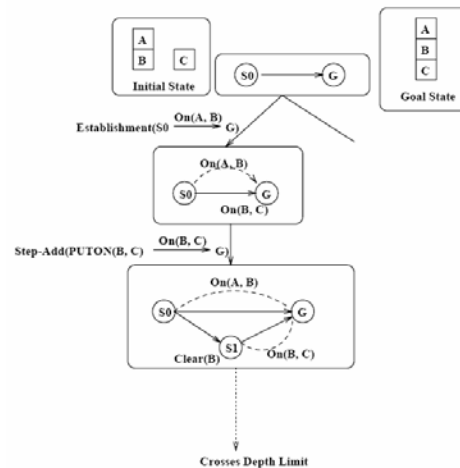 A
B
C
Initial State
S0
G
A
B
C
Goal State
On(A, B)
Establishment(S0 G)
On(A, B)
S0
G
On(B, C)
On(B, C)
Step-Add(PUTON(B, C) G)
On(A, B)
S0
G
S1
Clear(B)
On(B, C)
Crosses Depth Limit